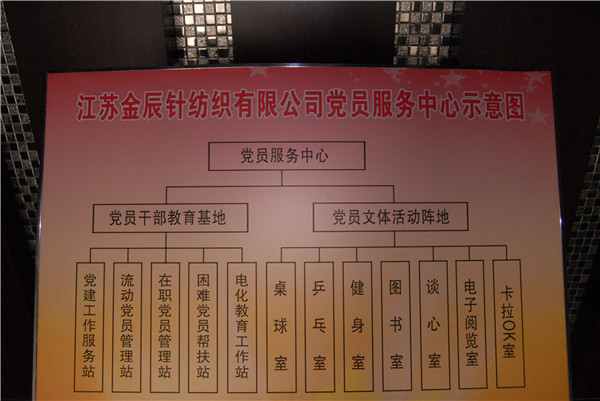 江苏金辰针纺织有限公司党员服务中心示意图
党员服务中心
党员干部教育基地
党员文体活动阵地
党建工作服务站
流动党员管理站
在职党员管理站
困难党员帮扶站
电化教育工作站
桌球室
乒乓室
健身室
图书室
谈心室
电子阅览室
卡拉OK室